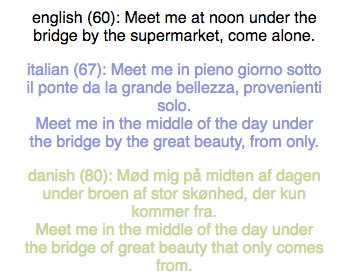 english (60): Meet me at noon under the
bridge by the supermarket, come alone.
italian (67): Meet me in pieno giorno sotto
il ponte da la grande bellezza, provenienti
solo.
Meet me in the middle of the day under
the bridge by the great beauty, from only.
danish (80): Mød mig på midten af dagen
under broen af stor skønhed, der kun
kommer fra.
Meet me in the middle of the day under
the bridge of great beauty that only comes
from.